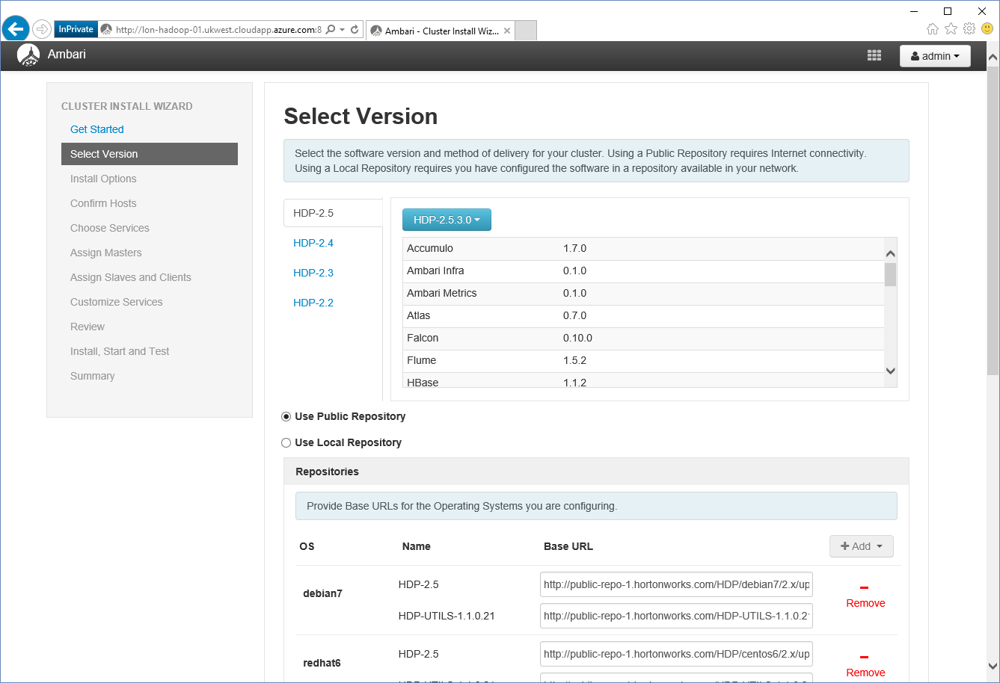 InPrivate
http://lon-hadoop-01.ukwest.cloudapp.azure.com:8
Ambari - Cluster Install Wiz...
Ambari
admin
CLUSTER INSTALL WIZARD
Get Started
Select Version
Install Options
Confirm Hosts
Choose Services
Assign Masters
Assign Slaves and Clients
Customize Services
Review
Install, Start and Test
Summary
Select Version
Select the software version and method of delivery for your cluster. Using a Public Repository requires Internet connectivity.
Using a Local Repository requires you have configured the software in a repository available in your network.
HDP-2.5
HDP-2.4
HDP-2.3
HDP-2.2
HDP-2.5.3.0
Accumulo 1.7.0
Ambari Infra 0.1.0
Ambari Metrics 0.1.0
Atlas 0.7.0
Falcon 0.10.0
Flume 1.5.2
HBase 1.1.2
Use Public Repository
Use Local Repository
Repositories
Provide Base URLs for the Operating Systems you are configuring.
OS Name Base URL + Add
debian7
HDP-2.5 http://public-repo-1.hortonworks.com/HDP/debian7/2.x/up
HDP-UTILS-1.1.0.21 http://public-repo-1.hortonworks.com/HDP-UTILS-1.1.0.2
Remove
redhat6
HDP-2.5 http://public-repo-1.hortonworks.com/HDP/centos6/2.x/up
Remove